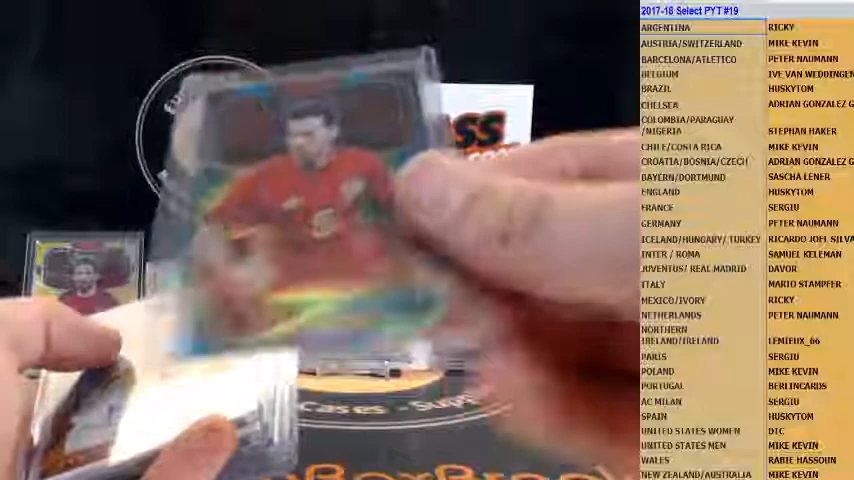 2017-18 Select PYT #19
ARGENTINA RICKY
AUSTRIA/SWITZERLAND MIKE KEVIN
BARCELONA/ATLETICO PETER NAUMANN
BELGIUM IVE VAN WEDDINGEN
BRAZIL HUSKYTOM
CHELSEA ADRIAN GONZALEZ G
COLOMBIA/PARAGUAY
/NIGERIA STEPHAN HAKER
CHILE/COSTA RICA MIKE KEVIN
CROATIA/BOSNIA/CZECH ADRIAN GONZALEZ G
BAYERN/DORTMUND SASCHA LENER
ENGLAND HUSKYTOM
FRANCE SERGIU
GERMANY PETER NAUMANN
ICELAND/HUNGARY/ TURKEY RICARDO JOEL SILVA
INTER / ROMA SAMUEL KELEMAN
JUVENTUS/ REAL MADRID DAVOR
ITALY MARIO STAMPFER
MEXICO/IVORY RICKY
NETHERLANDS PETER NAUMANN
NORTHERN
IRELAND/IRELAND LEMIEUX_66
PARIS SERGIU
POLAND MIKE KEVIN
PORTUGAL BERLINCARDS
AC MILAN SERGIU
SPAIN HUSKYTOM
UNITED STATES WOMEN DTC
UNITED STATES MEN MIKE KEVIN
WALES RABIE HASSOUN
NEW ZEALAND/AUSTRALIA MIKE KEVIN
Cases - Supp